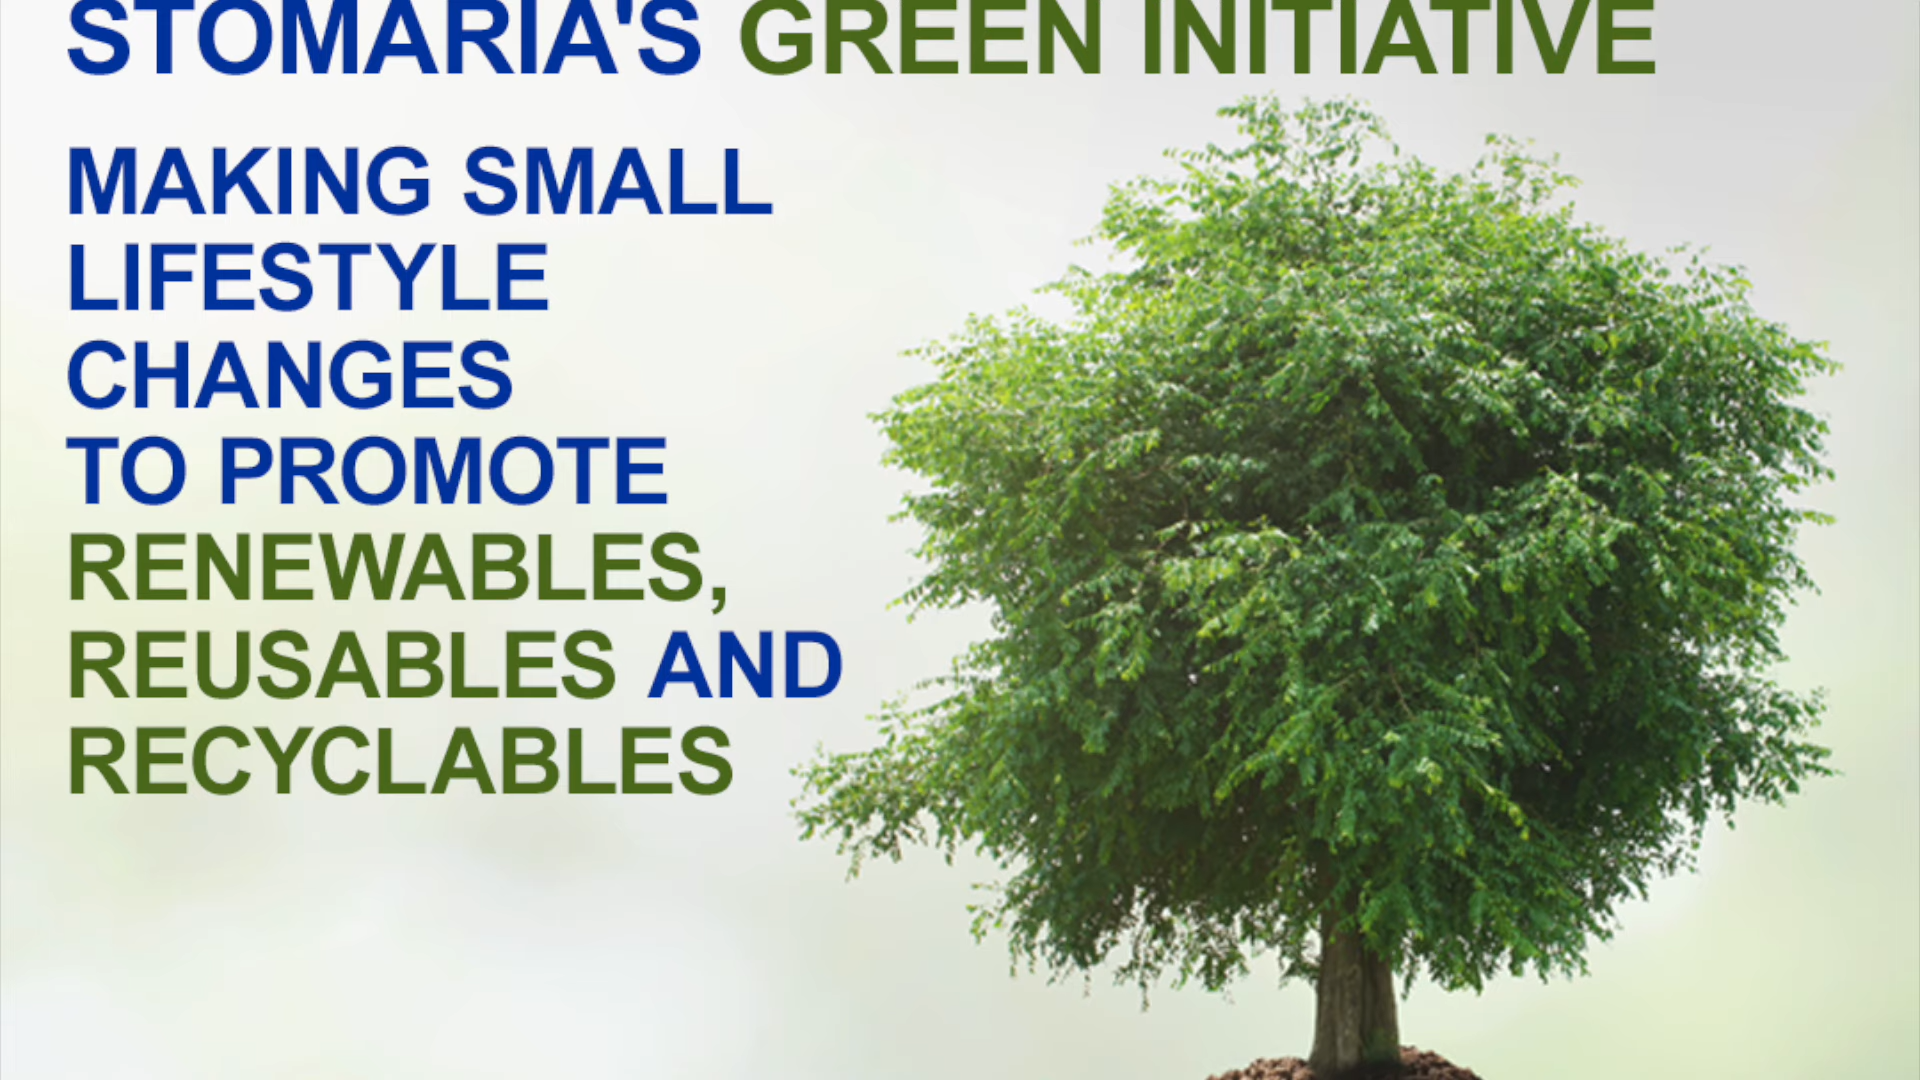 STOMARIA'S GREEN INITIATIVE
MAKING SMALL
LIFESTYLE
CHANGES
TO PROMOTE
RENEWABLES,
REUSABLES AND
RECYCLABLES